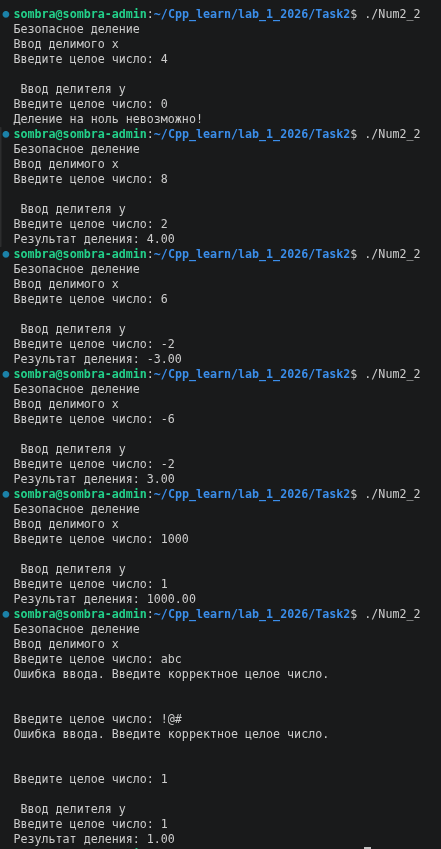 sombra@sombra-admin:~/Cpp_learn/lab_1_2026/Task2$ ./Num2_2
Безопасное деление
Ввод делимого x
Введите целое число: 4
Ввод делителя y
Введите целое число: 0
Деление на ноль невозможно!
sombra@sombra-admin:~/Cpp_learn/lab_1_2026/Task2$ ./Num2_2
Безопасное деление
Ввод делимого x
Введите целое число: 8
Ввод делителя y
Введите целое число: 2
Результат деления: 4.00
sombra@sombra-admin:~/Cpp_learn/lab_1_2026/Task2$ ./Num2_2
Безопасное деление
Ввод делимого x
Введите целое число: 6
Ввод делителя y
Введите целое число: -2
Результат деления: -3.00
sombra@sombra-admin:~/Cpp_learn/lab_1_2026/Task2$ ./Num2_2
Безопасное деление
Ввод делимого x
Введите целое число: -6
Ввод делителя y
Введите целое число: -2
Результат деления: 3.00
sombra@sombra-admin:~/Cpp_learn/lab_1_2026/Task2$ ./Num2_2
Безопасное деление
Ввод делимого x
Введите целое число: 1000
Ввод делителя y
Введите целое число: 1
Результат деления: 1000.00
sombra@sombra-admin:~/Cpp_learn/lab_1_2026/Task2$ ./Num2_2
Безопасное деление
Ввод делимого x
Введите целое число: abc
Ошибка ввода. Введите корректное целое число.
Введите целое число: !@#
Ошибка ввода. Введите корректное целое число.
Введите целое число: 1
Ввод делителя y
Введите целое число: 1
Результат деления: 1.00